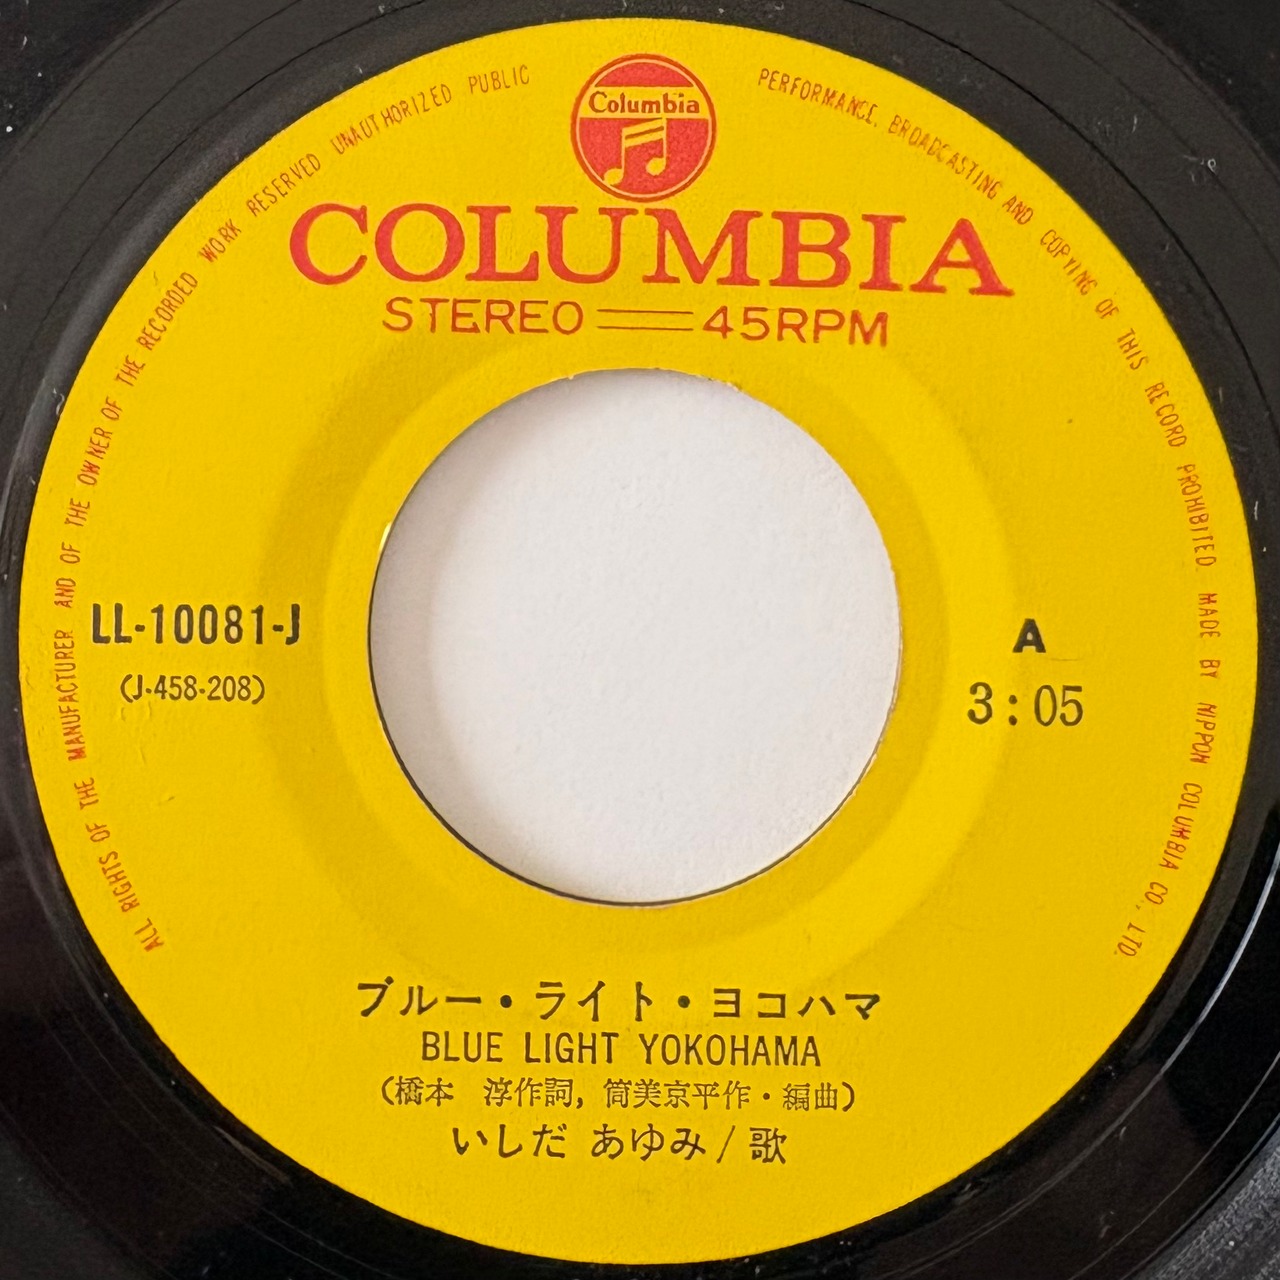 ALL RIGHTS OF THE MANUFACTURER AND OF THE OWNER OF THE RECORDED WORK RESERVED UNAUTHORIZED PUBLIC PERFORMANCE, BROADCASTING AND COPYING OF THIS RECORD PROHIBITED MADE BY NIPPON COLUMBIA CO., LTD.
Columbia
COLUMBIA
STEREO 45RPM
LL-10081-J
(J-458-208)
A
3:05
ブルー・ライト・ヨコハマ
BLUE LIGHT YOKOHAMA
(橋本 淳作詞, 筒美京平作・編曲)
いしだ あゆみ/歌